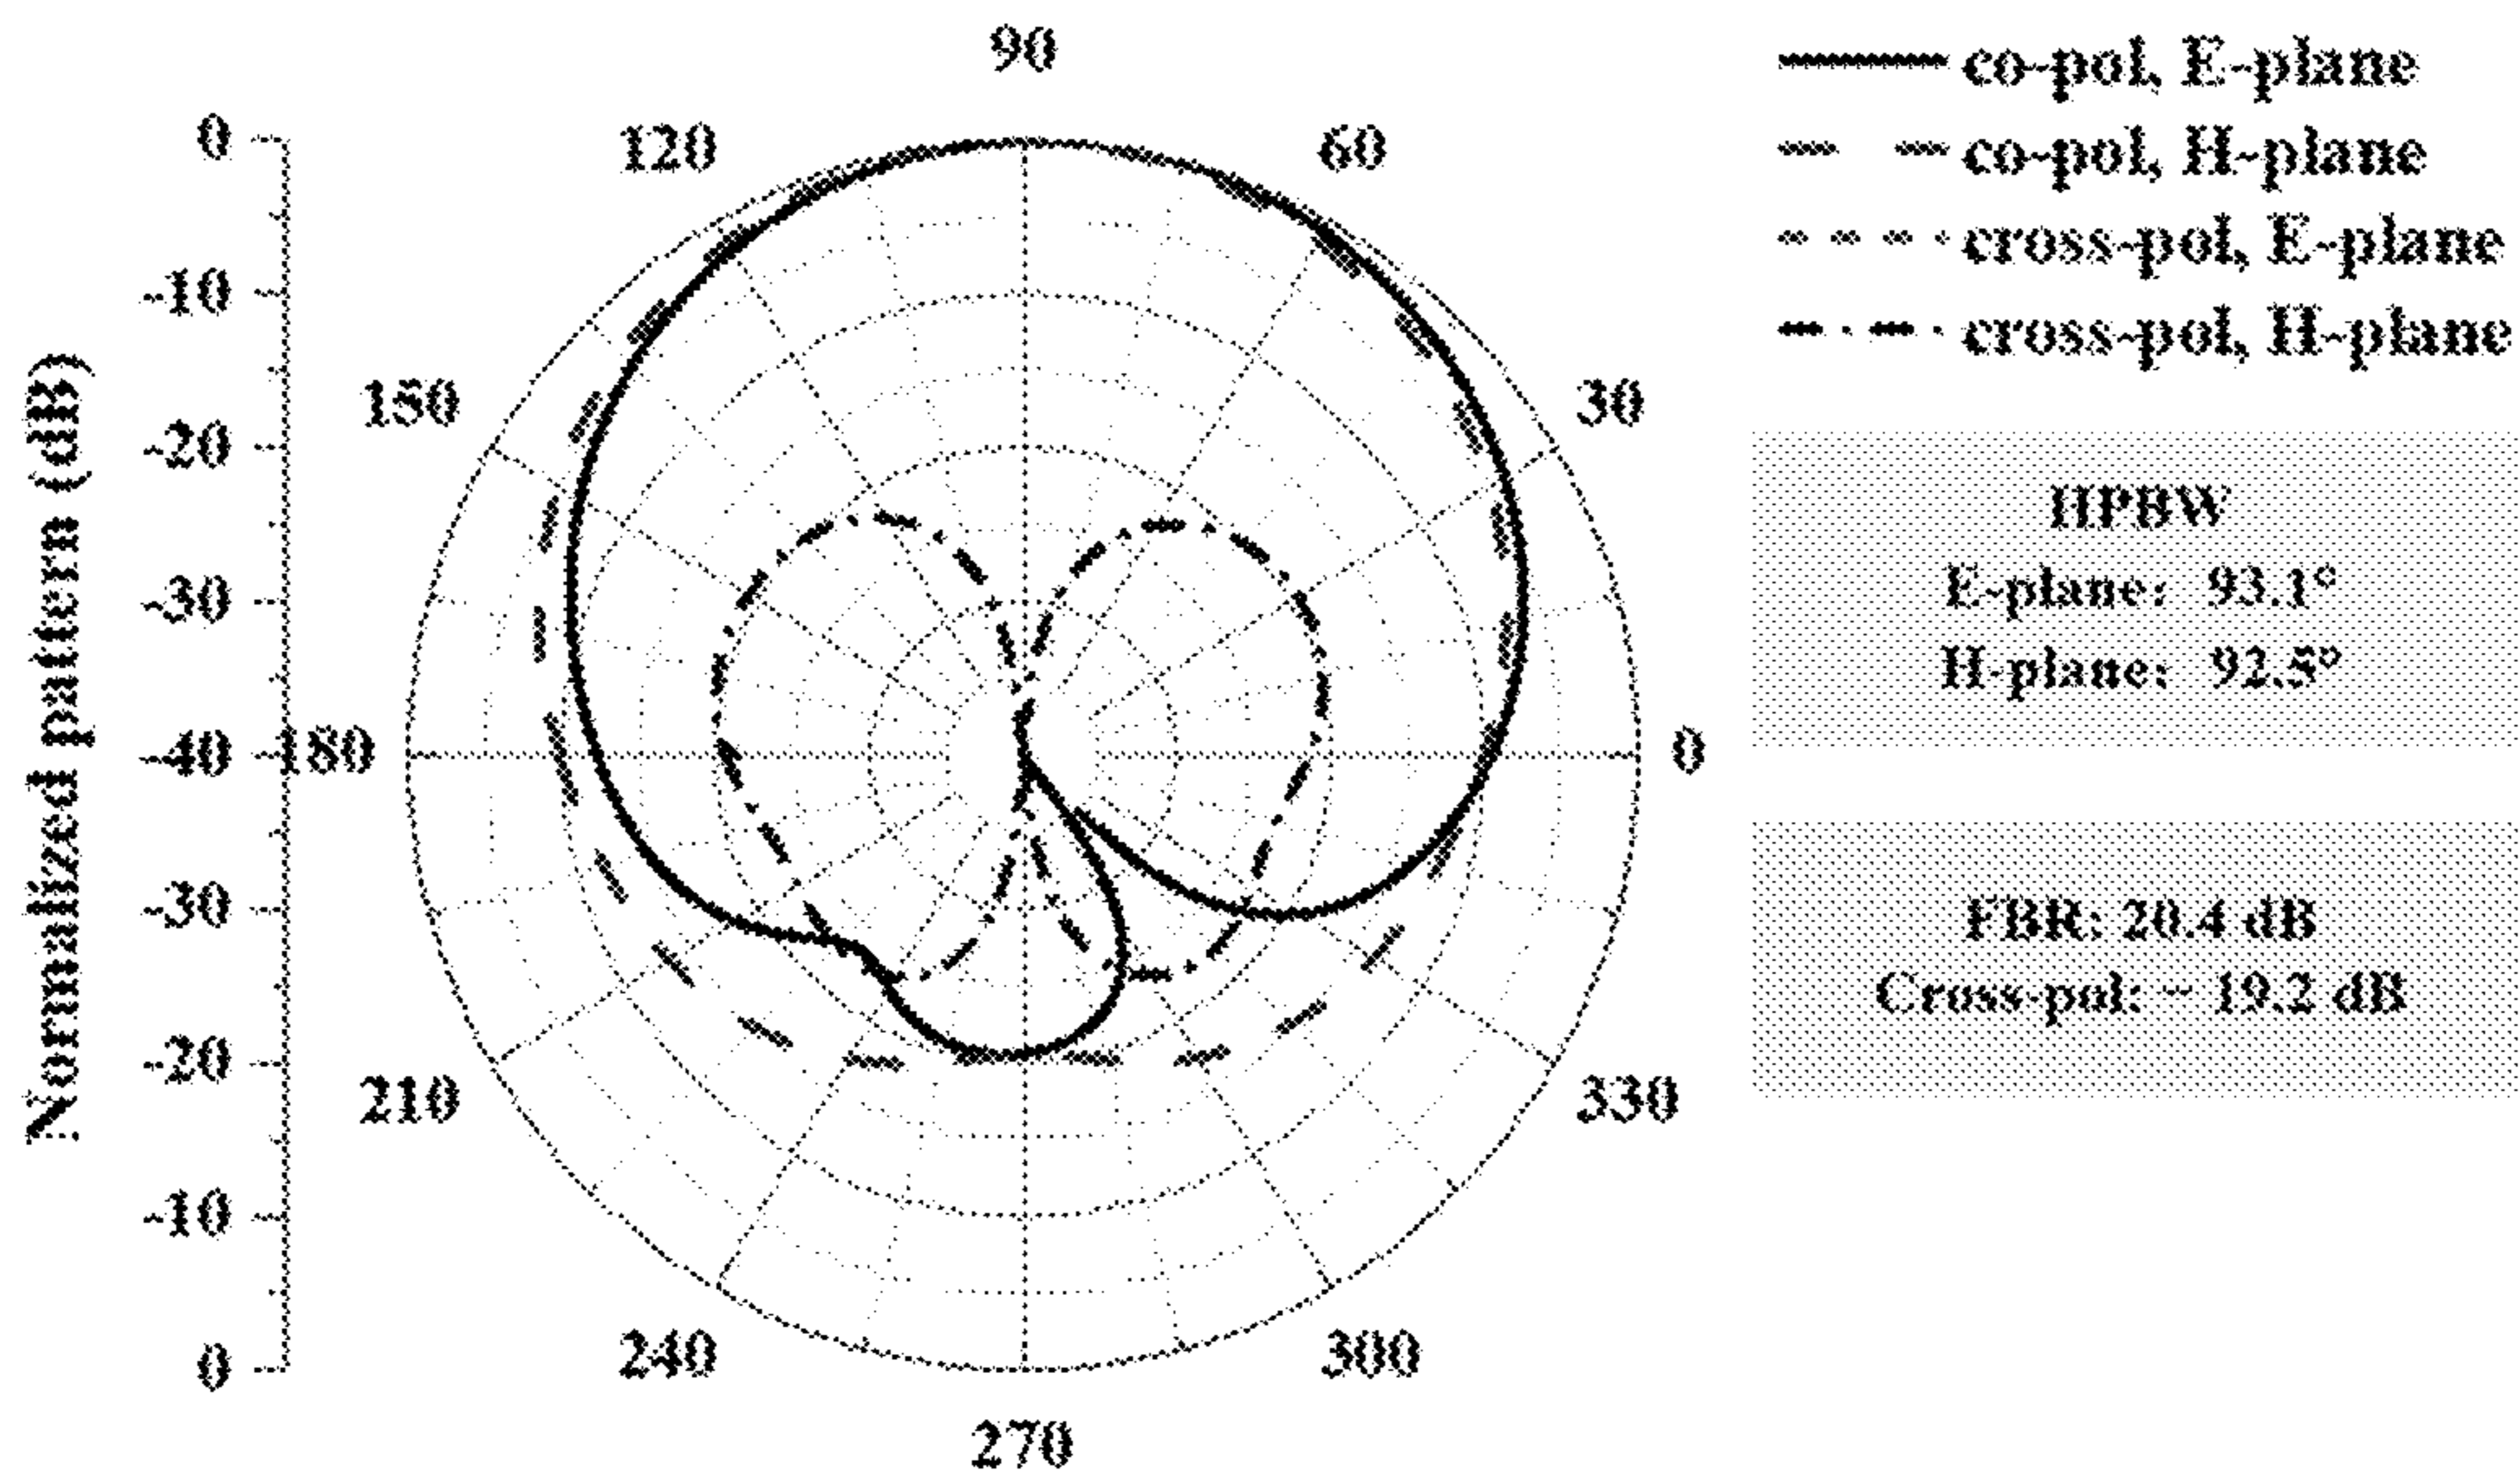 90
120
60
150
30
180
0
210
330
240
300
270
0
-10
-20
-30
-40
-30
-20
-10
0
Normalized pattern (dB)
co-pol, E-plane
co-pol, H-plane
cross-pol, E-plane
cross-pol, H-plane
HPBW
E-plane: 93.1°
H-plane: 92.5°
FBR: 20.4 dB
Cross-pol: - 19.2 dB